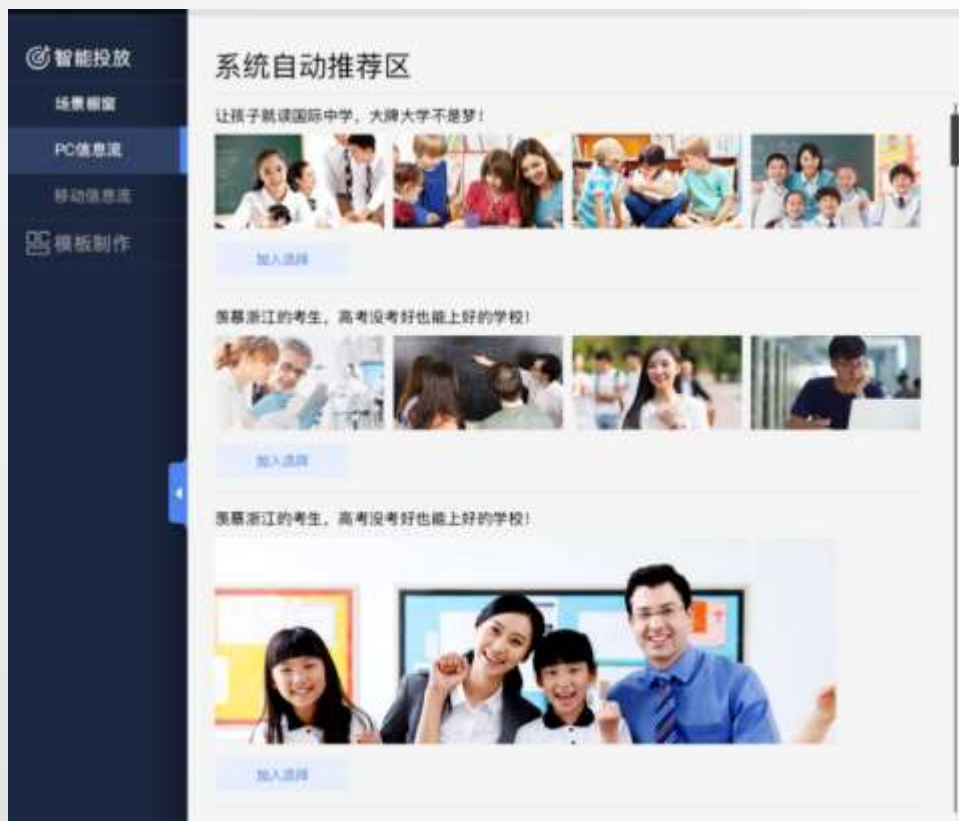 智能投放
场景橱窗
PC信息流
移动信息流
模板制作
系统自动推荐区
让孩子就读国际中学，大牌大学不是梦！
加入选择
羡慕浙江的考生，高考没考好也能上好的学校！
加入选择
羡慕浙江的考生，高考没考好也能上好的学校！
加入选择